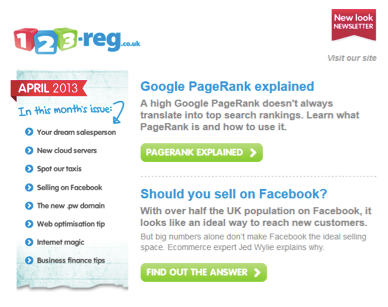 123-reg.co.uk
New look
NEWSLETTER
Visit our site
APRIL 2013
In this month's issue:
Your dream salesperson
New cloud servers
Spot our taxis
Selling on Facebook
The new .pw domain
Web optimisation tip
Internet magic
Business finance tips
Google PageRank explained
A high Google PageRank doesn't always
translate into top search rankings. Learn what
PageRank is and how to use it.
PAGERANK EXPLAINED
Should you sell on Facebook?
With over half the UK population on Facebook, it
looks like an ideal way to reach new customers.
But big numbers alone don't make Facebook the ideal selling
space. Ecommerce expert Jed Wylie explains why.
FIND OUT THE ANSWER